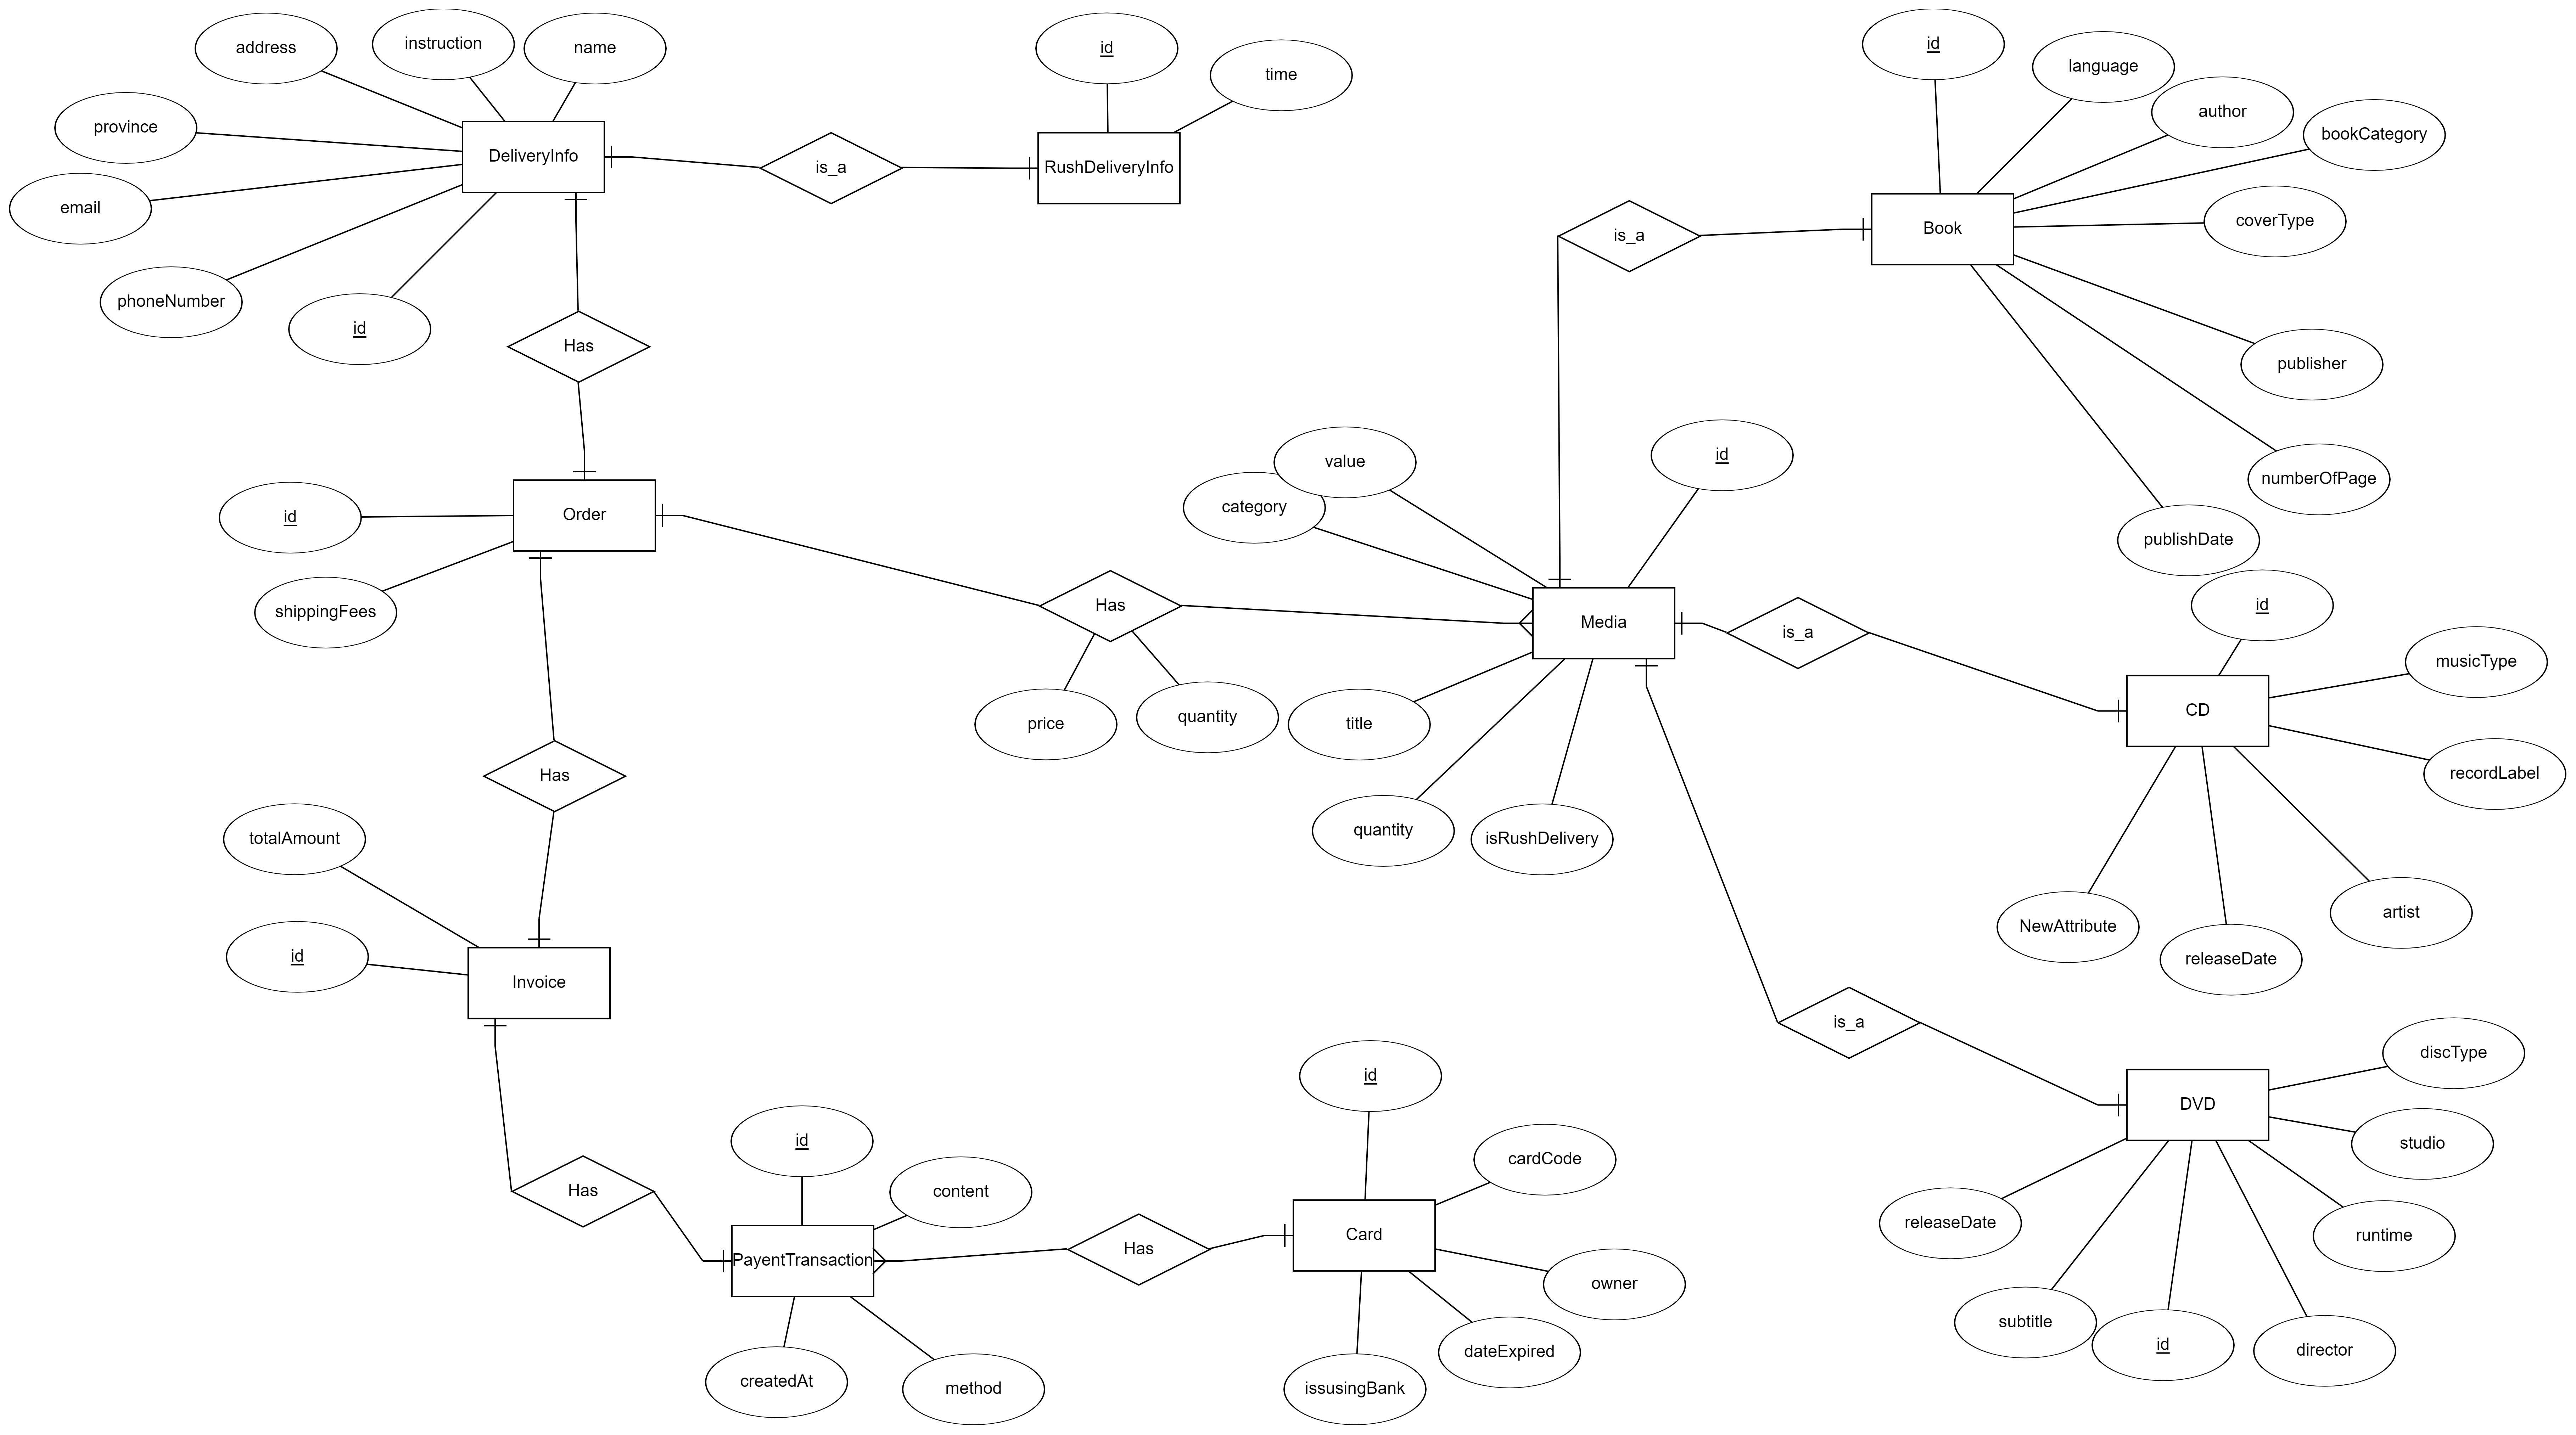 address
instruction
name
province
email
phoneNumber
id
DeliveryInfo
is_a
id
time
RushDeliveryInfo
Has
id
shippingFees
Order
Has
price
quantity
value
category
id
Media
title
quantity
isRushDelivery
is_a
id
language
author
bookCategory
coverType
Book
publisher
numberOfPage
publishDate
is_a
id
musicType
recordLabel
CD
NewAttribute
releaseDate
artist
is_a
discType
studio
DVD
runtime
releaseDate
subtitle
id
director
Has
totalAmount
id
Invoice
Has
id
content
PayentTransaction
createdAt
method
Has
id
cardCode
Card
owner
dateExpired
issusingBank